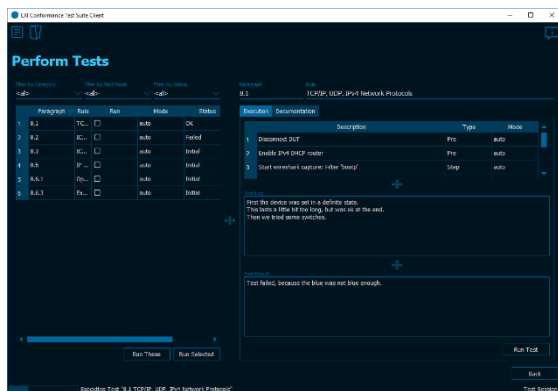 LXI Conformance Test Suite Client
Perform Tests
Filter by Category
Filter by Test Mode
Filter by Status
<all>
<all>
<all>
Paragraph Rule Run Mode Status
1 8.1 TC... auto OK
2 8.2 IC... auto Failed
3 8.3 IC... auto Initial
4 8.6 IP ... auto Initial
5 8.6.1 Op... auto Initial
6 8.6.3 Ex... auto Initial
Run These
Run Selected
Paragraph
Rule
8.1
TCP/IP, UDP, IPv4 Network Protocols
Execution
Documentation
Description Type Mode
1 Disconnect DUT Pre auto
2 Enable IPv4 DHCP router Pre auto
3 Start wireshark capture: Filter 'bootp' Step auto
Test Log
First the device was set in a definite state.
This lasts a little bit too long, but was ok at the end.
Then we tried some switches.
Test failed, because the blue was not blue enough.
Run Test
Back
Executing Test "8.1 TCP/IP, UDP, IPv4 Network Protocols"
Test Session